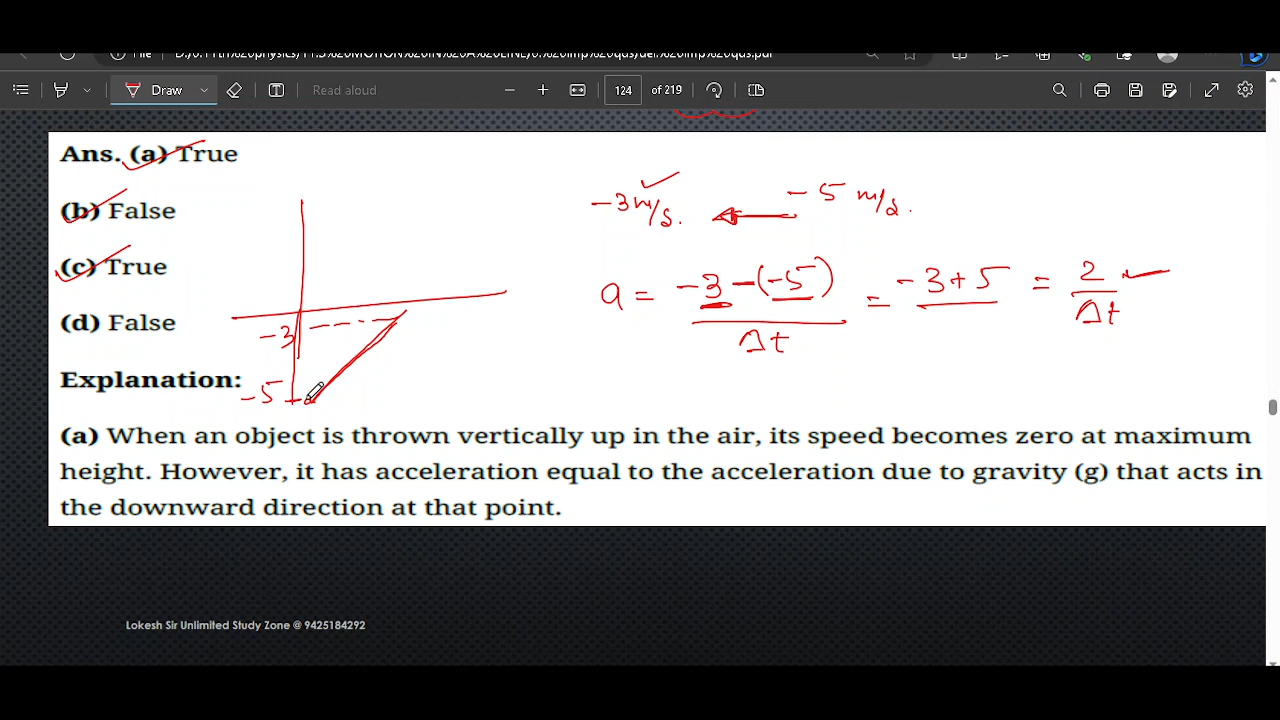 Draw
Read aloud
124 of 219
Ans. (a) True
(b) False
(c) True
(d) False
Explanation:
(a) When an object is thrown vertically up in the air, its speed becomes zero at maximum
height. However, it has acceleration equal to the acceleration due to gravity (g) that acts in
the downward direction at that point.
-3
-5
-3 m/s.
-5 m/s.
a = -3-(-5) / Δt = -3+5 = 2 / Δt
Lokesh Sir Unlimited Study Zone @ 9425184292